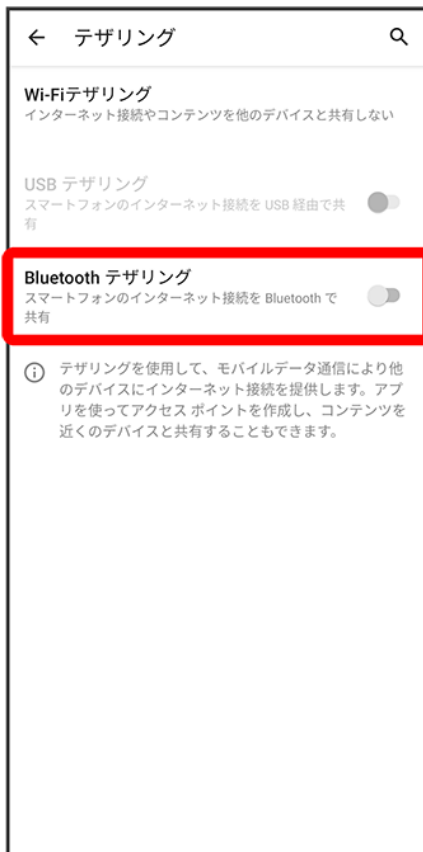 テザリング
Wi-Fiテザリング
インターネット接続やコンテンツを他のデバイスと共有しない
USB テザリング
スマートフォンのインターネット接続を USB 経由で共
有
Bluetooth テザリング
スマートフォンのインターネット接続を Bluetooth で
共有
テザリングを使用して、モバイルデータ通信により他
のデバイスにインターネット接続を提供します。アプ
リを使ってアクセス ポイントを作成し、コンテンツを
近くのデバイスと共有することもできます。